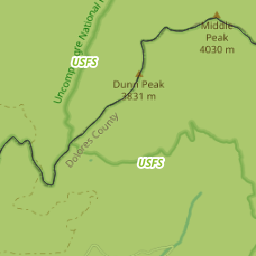 Middle
Peak
4030 m
Uncompahgre National
USFS
Dunn Peak
3831 m
Dolores County
USFS